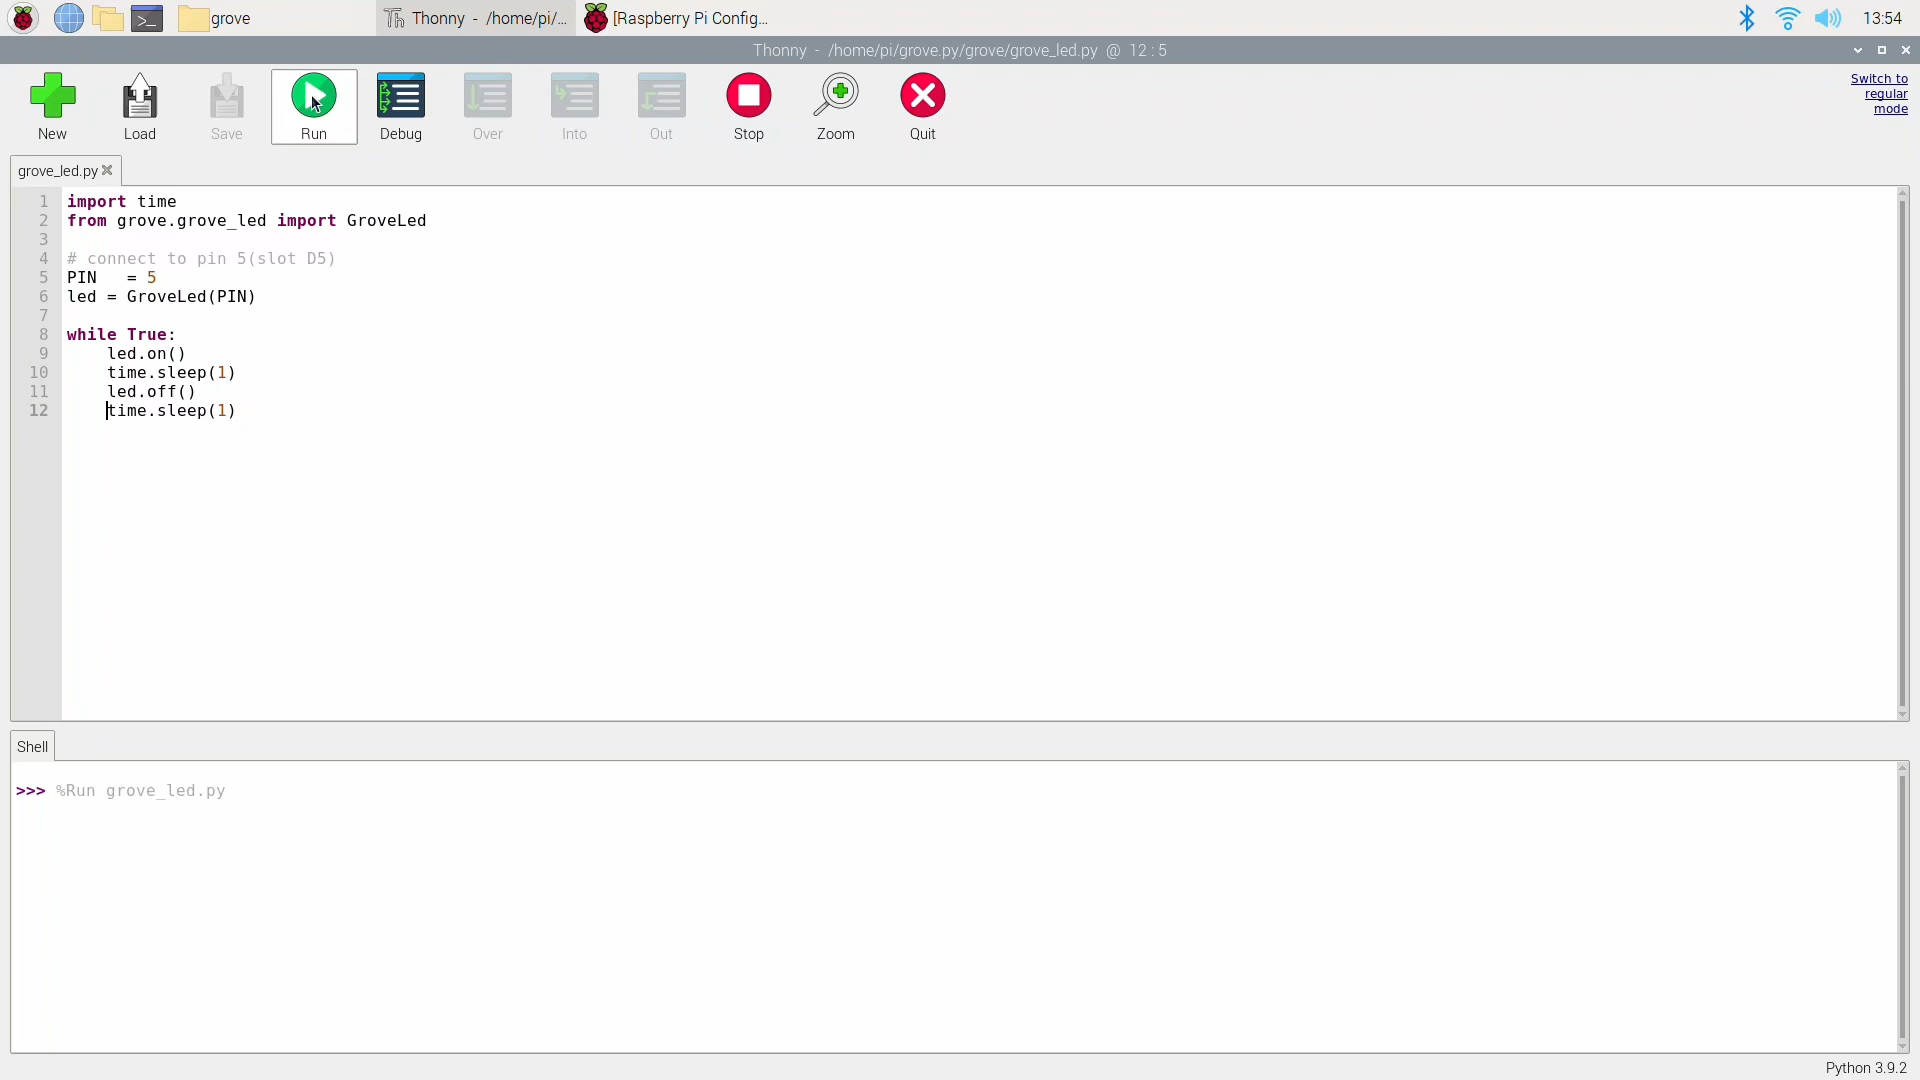 grove
Thonny - /home/pi/...
[Raspberry Pi Config...
13:54
Thonny - /home/pi/grove.py/grove/grove_led.py @ 12:5
New
Load
Save
Run
Debug
Over
Into
Out
Stop
Zoom
Quit
Switch to
regular
mode
grove_led.py
1 import time
2 from grove.grove_led import GroveLed
3
4 # connect to pin 5(slot D5)
5 PIN   = 5
6 led = GroveLed(PIN)
7
8 while True:
9     led.on()
10     time.sleep(1)
11     led.off()
12     time.sleep(1)
Shell
>>> %Run grove_led.py
Python 3.9.2